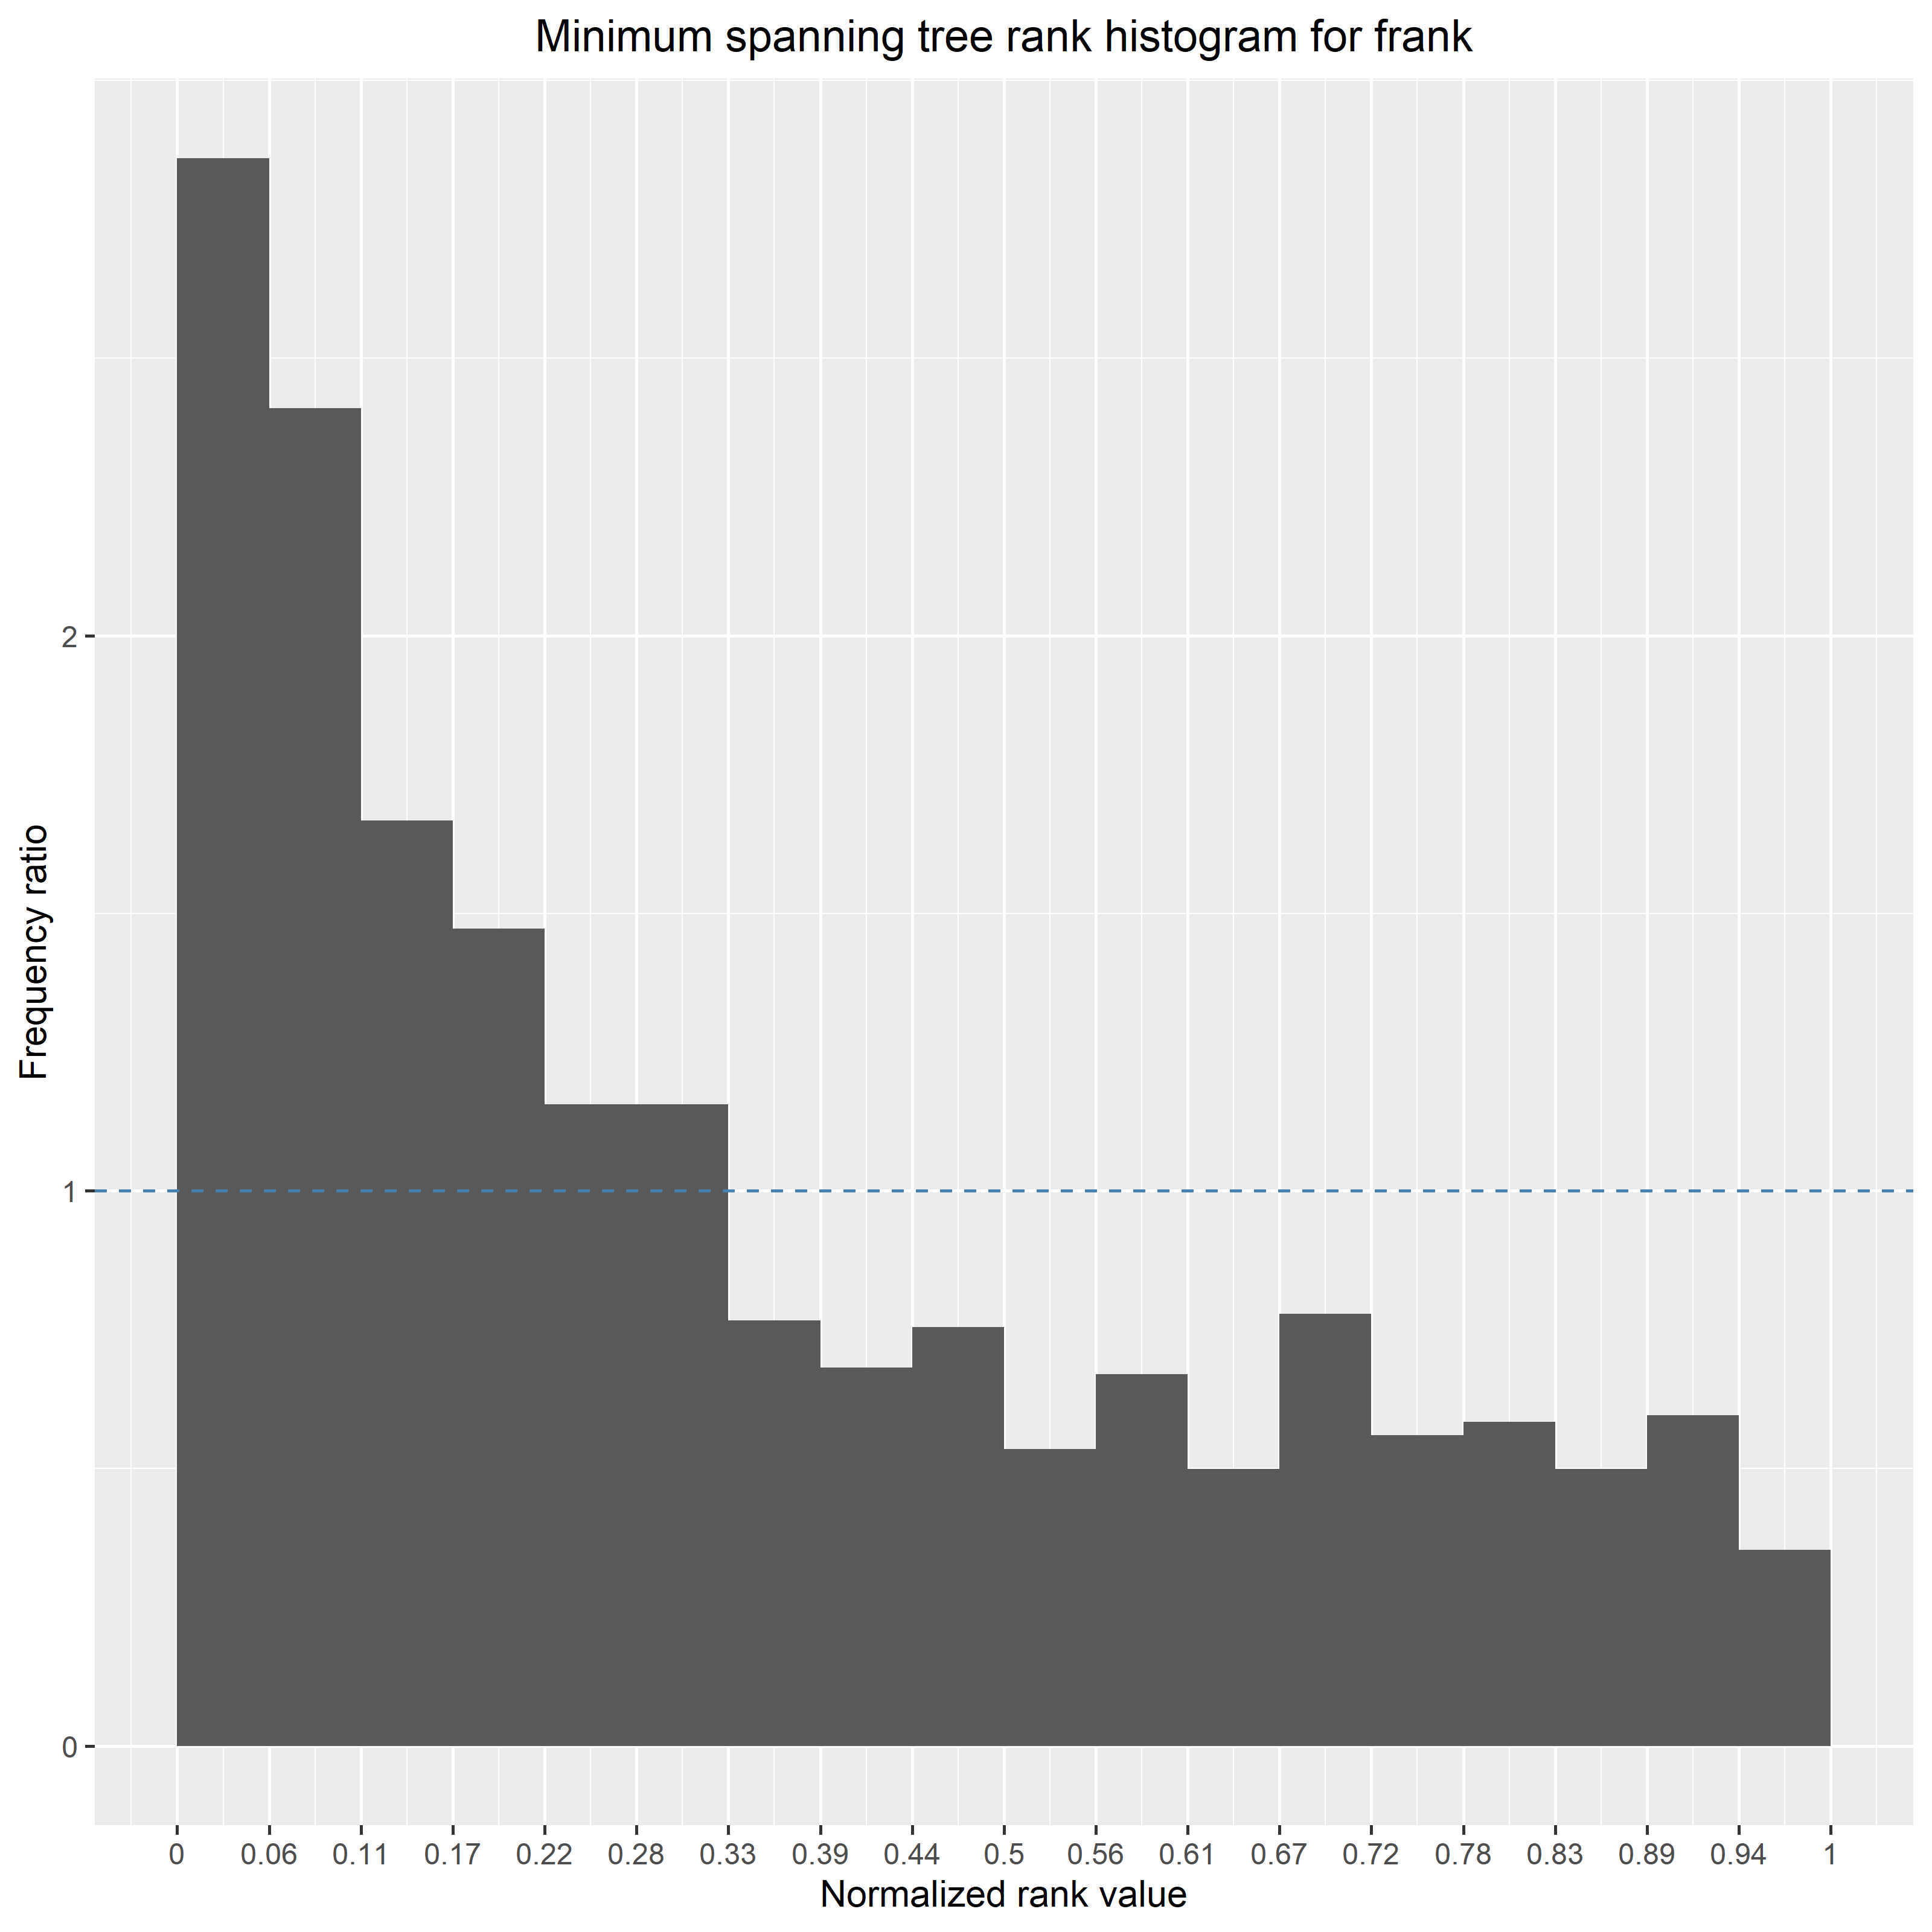 Minimum spanning tree rank histogram for frank
Frequency ratio
2
1
0
0 0.06 0.11 0.17 0.22 0.28 0.33 0.39 0.44 0.5 0.56 0.61 0.67 0.72 0.78 0.83 0.89 0.94 1
Normalized rank value